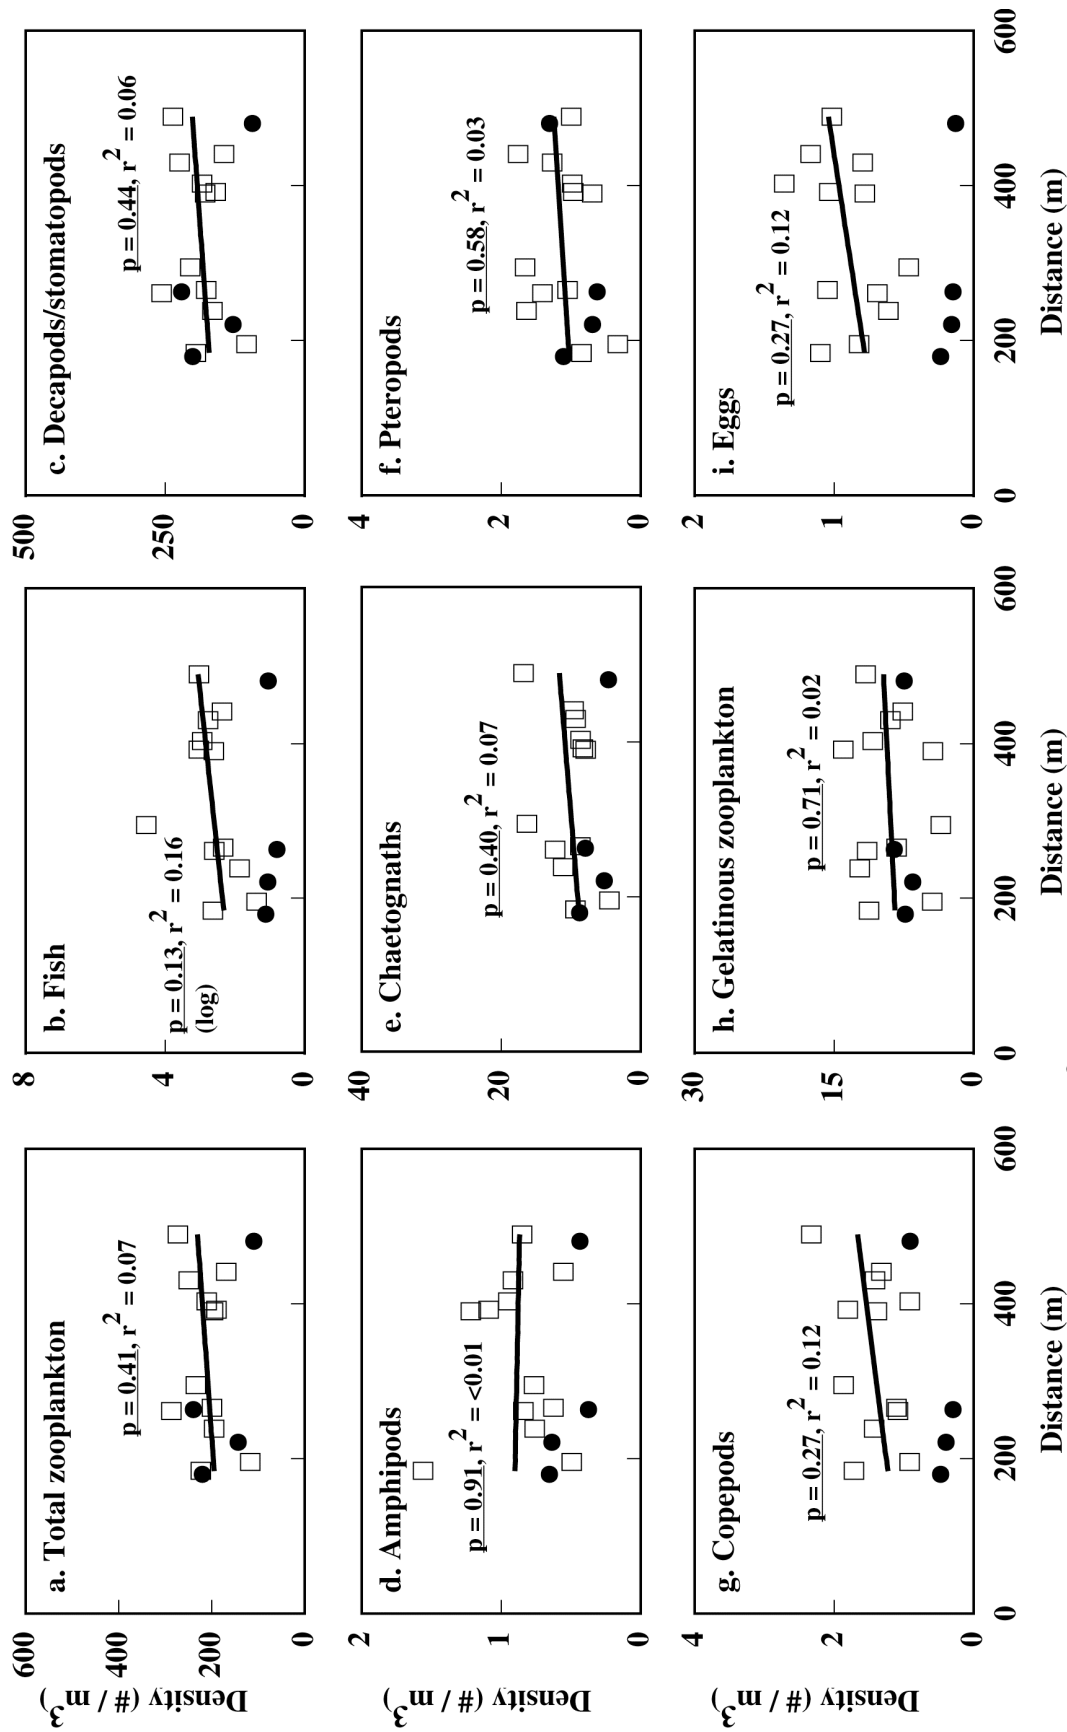 a. Total zooplankton
p = 0.41, r² = 0.07
600
400
200
0
Density (# / m³)
b. Fish
p = 0.13, r² = 0.16
(log)
8
4
0
c. Decapods/stomatopods
p = 0.44, r² = 0.06
500
250
0
d. Amphipods
p = 0.91, r² = <0.01
2
1
0
Density (# / m³)
e. Chaetognaths
p = 0.40, r² = 0.07
40
20
0
f. Pteropods
p = 0.58, r² = 0.03
4
2
0
g. Copepods
p = 0.27, r² = 0.12
4
2
0
Density (# / m³)
0 200 400 600
Distance (m)
h. Gelatinous zooplankton
p = 0.71, r² = 0.02
30
15
0
0 200 400 600
Distance (m)
i. Eggs
p = 0.27, r² = 0.12
2
1
0
0 200 400 600
Distance (m)